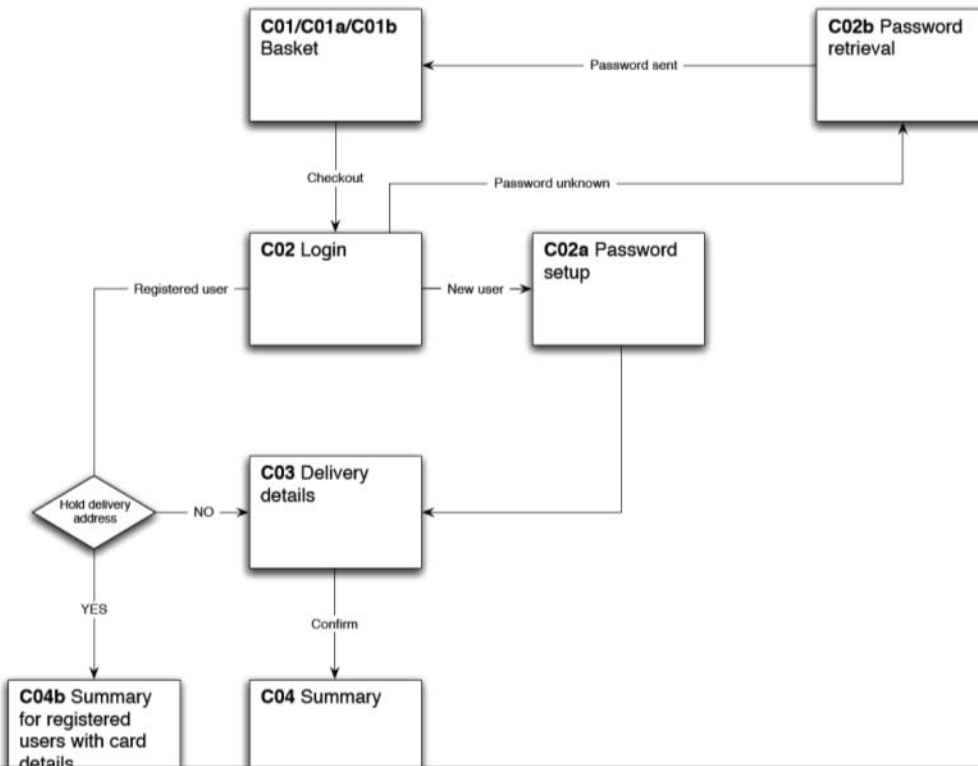 C01/C01a/C01b
Basket
C02b Password
retrieval
Password sent
Checkout
Password unknown
C02 Login
C02a Password
setup
Registered user
New user
C03 Delivery
details
Hold delivery
address
NO
YES
Confirm
C04b Summary
for registered
users with card
details
C04 Summary